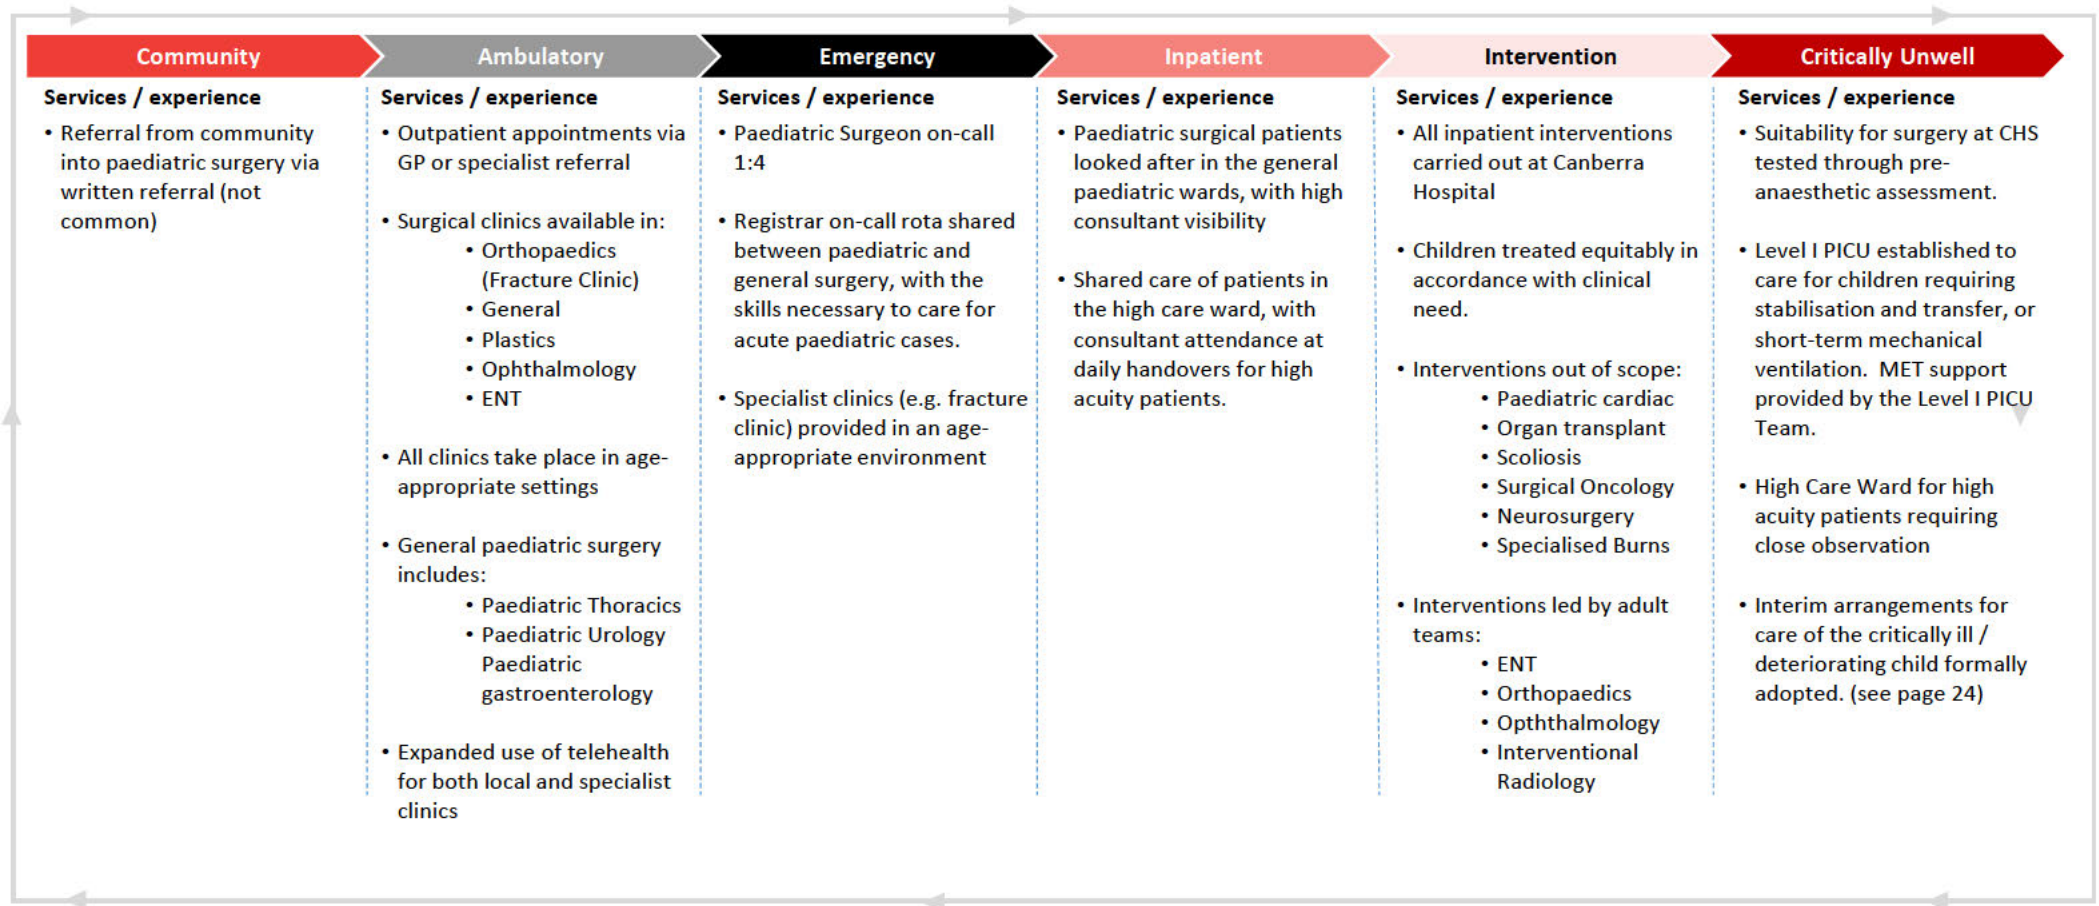 Community
Ambulatory
Emergency
Inpatient
Intervention
Critically Unwell
Services / experience
• Referral from community
into paediatric surgery via
written referral (not
common)
Services / experience
• Outpatient appointments via
GP or specialist referral
• Surgical clinics available in:
• Orthopaedics
(Fracture Clinic)
• General
• Plastics
• Ophthalmology
• ENT
• All clinics take place in age-
appropriate settings
• General paediatric surgery
includes:
• Paediatric Thoracics
• Paediatric Urology
Paediatric
gastroenterology
• Expanded use of telehealth
for both local and specialist
clinics
Services / experience
• Paediatric Surgeon on-call
1:4
• Registrar on-call rota shared
between paediatric and
general surgery, with the
skills necessary to care for
acute paediatric cases.
• Specialist clinics (e.g. fracture
clinic) provided in an age-
appropriate environment
Services / experience
• Paediatric surgical patients
looked after in the general
paediatric wards, with high
consultant visibility
• Shared care of patients in
the high care ward, with
consultant attendance at
daily handovers for high
acuity patients.
Services / experience
• All inpatient interventions
carried out at Canberra
Hospital
• Children treated equitably in
accordance with clinical
need.
• Interventions out of scope:
• Paediatric cardiac
• Organ transplant
• Scoliosis
• Surgical Oncology
• Neurosurgery
• Specialised Burns
• Interventions led by adult
teams:
• ENT
• Orthopaedics
• Opththalmology
• Interventional
Radiology
Services / experience
• Suitability for surgery at CHS
tested through pre-
anaesthetic assessment.
• Level I PICU established to
care for children requiring
stabilisation and transfer, or
short-term mechanical
ventilation.  MET support
provided by the Level I PICU
Team.
• High Care Ward for high
acuity patients requiring
close observation
• Interim arrangements for
care of the critically ill /
deteriorating child formally
adopted. (see page 24)